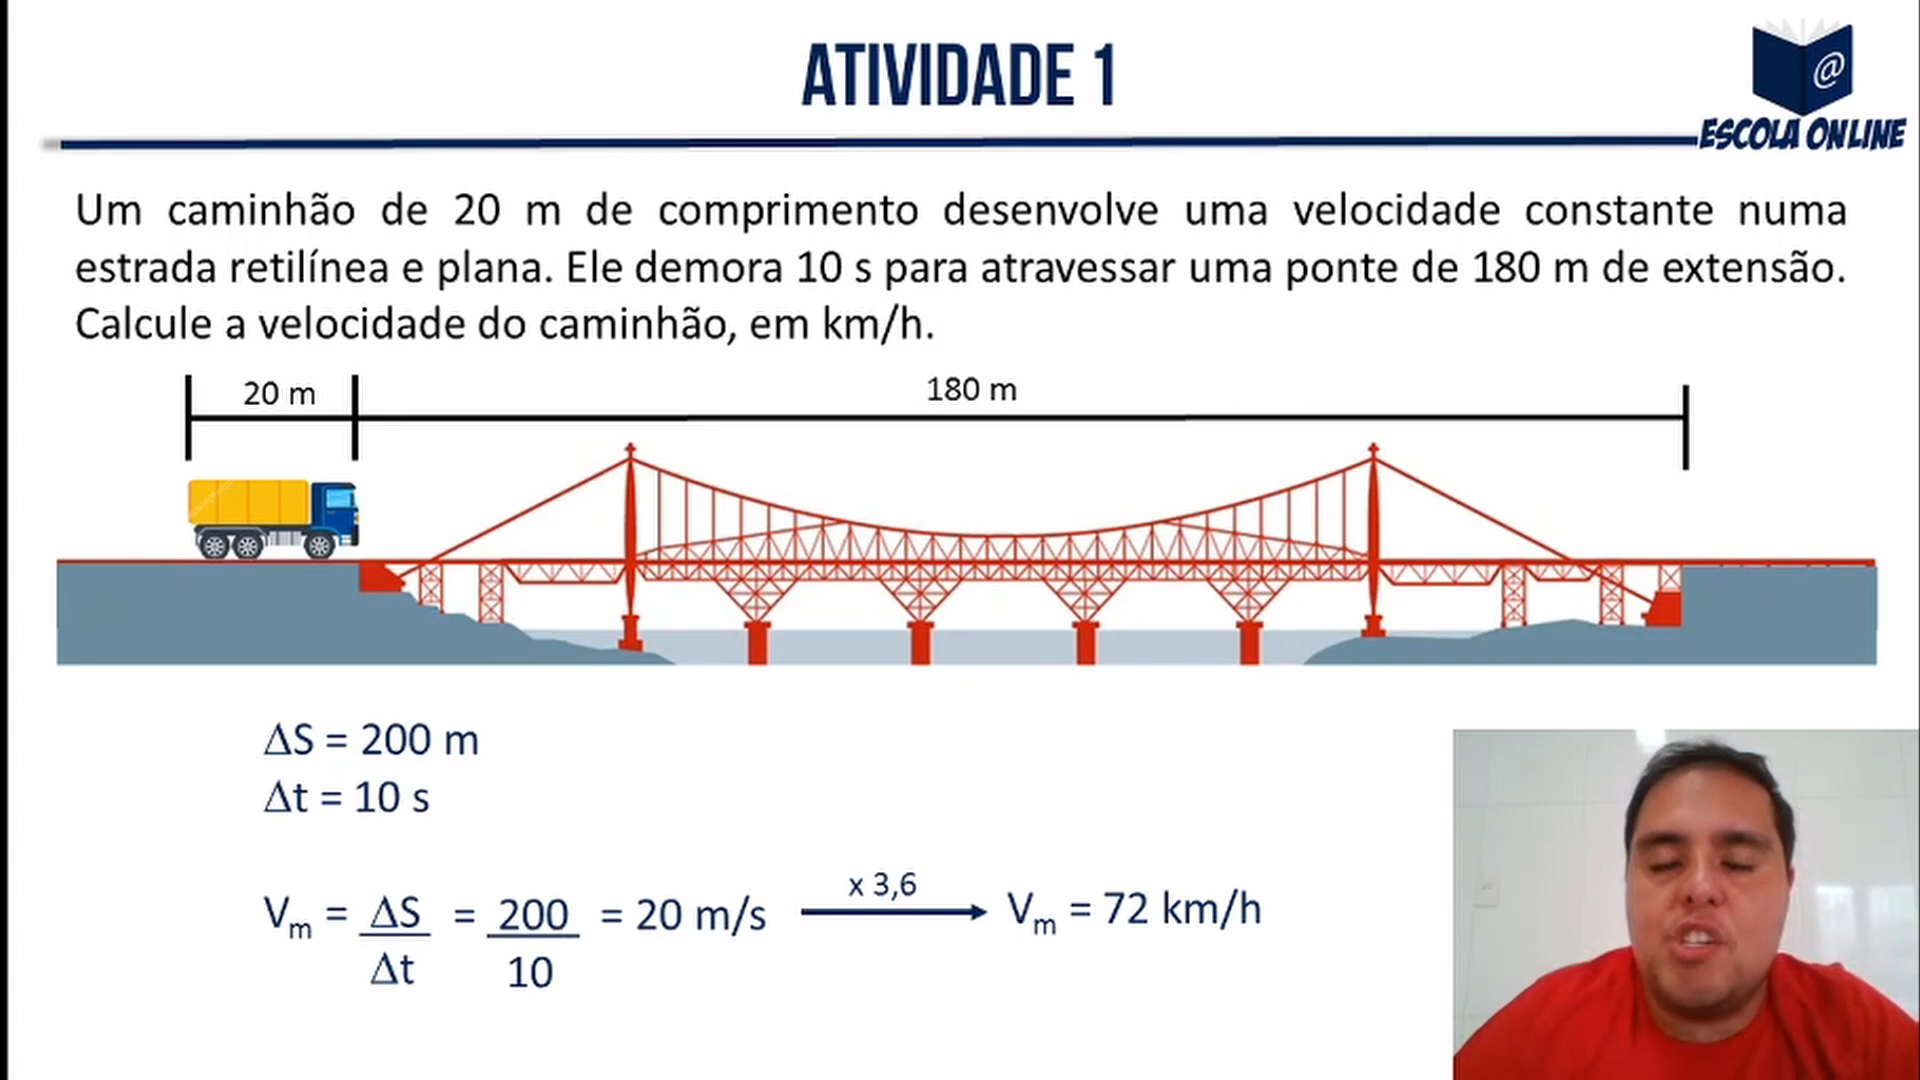 ATIVIDADE 1
@
ESCOLA ONLINE
Um caminhão de 20 m de comprimento desenvolve uma velocidade constante numa
estrada retilínea e plana. Ele demora 10 s para atravessar uma ponte de 180 m de extensão.
Calcule a velocidade do caminhão, em km/h.
20 m
180 m
ΔS = 200 m
Δt = 10 s
Vm = ΔS/Δt = 200/10 = 20 m/s x 3,6 Vm = 72 km/h